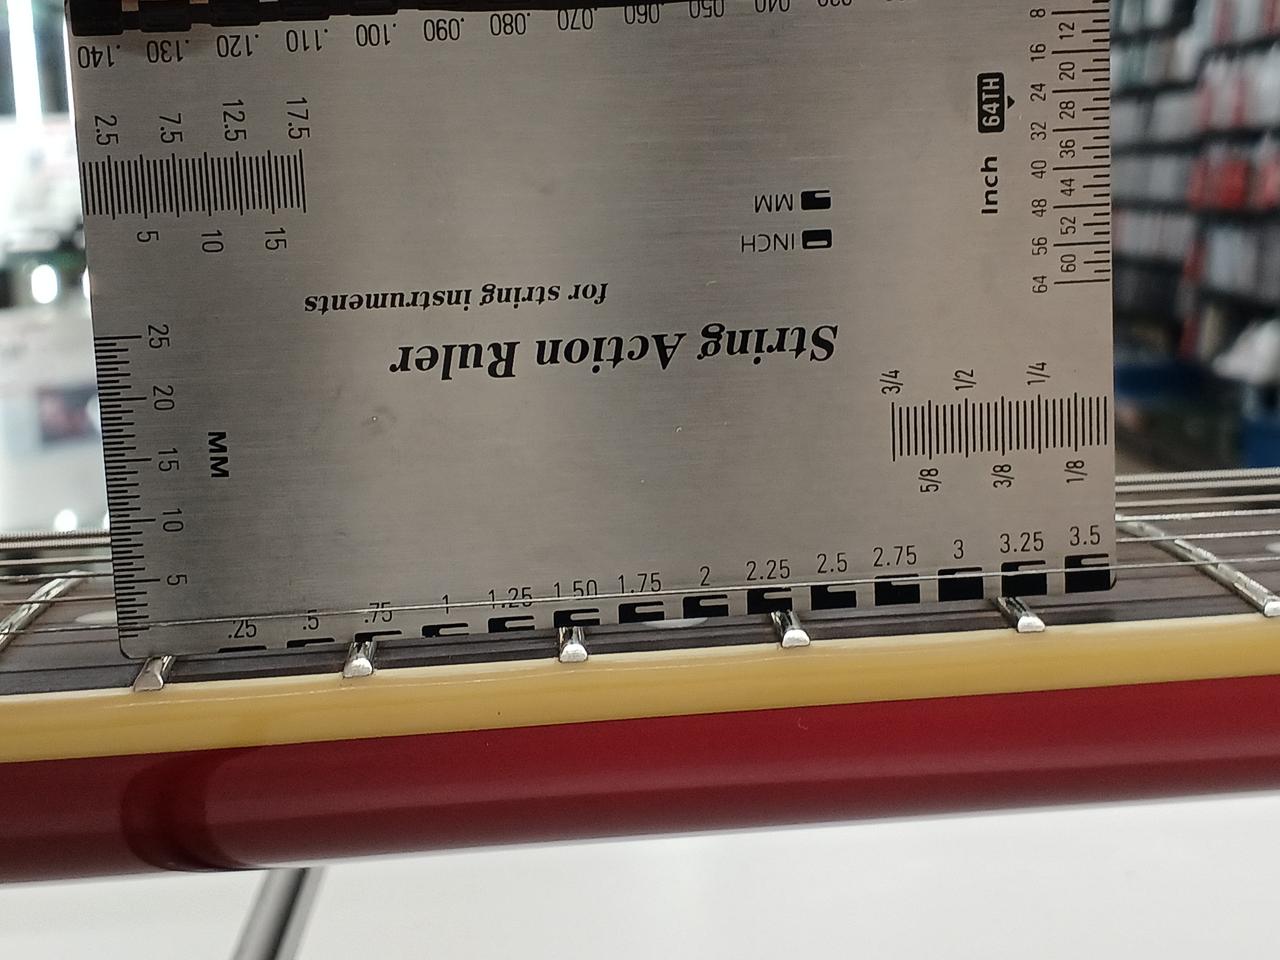 .140 .130 .120 .110 .100 .090 .080 .070 .060 .050 .040
2.5 7.5 12.5 17.5
5 10 15
MM
INCH
for string instruments
String Action Ruler
Inch 64TH
8 16 24 32 40 48 56 64
12 20 28 36 44 52 60
25 20 15 10 5
MM
3/4 1/2 1/4
5/8 3/8 1/8
.25 .5 .75 1 1.25 1.50 1.75 2 2.25 2.5 2.75 3 3.25 3.5